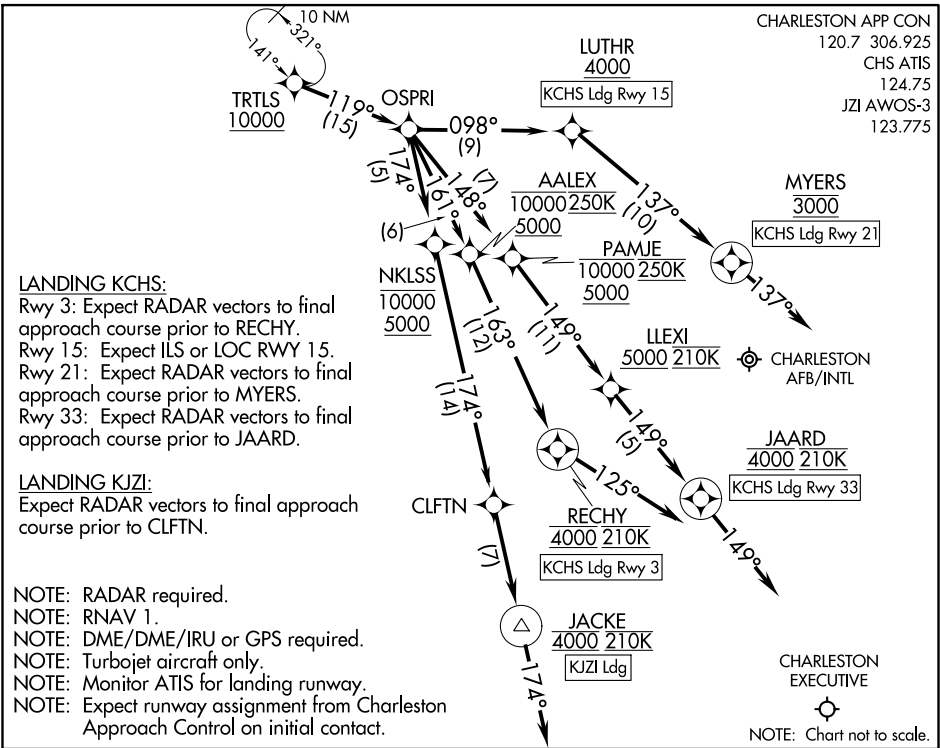 10 NM
321°
141°
CHARLESTON APP CON
120.7 306.925
CHS ATIS
124.75
JZI AWOS-3
123.775
LUTHR
4000
KCHS Ldg Rwy 15
TRTLS
10000
119°
(15)
OSPRI
098°
(9)
174°
(5)
161°
(6)
148°
(7)
137°
(10)
AALEX
10000 250K
5000
MYERS
3000
KCHS Ldg Rwy 21
137°
PAMJE
10000 250K
5000
NKLSS
10000
5000
163°
(12)
149°
(11)
LLEXI
5000 210K
CHARLESTON
AFB/INTL
LANDING KCHS:
Rwy 3: Expect RADAR vectors to final
approach course prior to RECHY.
Rwy 15: Expect ILS or LOC RWY 15.
Rwy 21: Expect RADAR vectors to final
approach course prior to MYERS.
Rwy 33: Expect RADAR vectors to final
approach course prior to JAARD.
174°
(14)
149°
(5)
JAARD
4000 210K
KCHS Ldg Rwy 33
149°
125°
RECHY
4000 210K
KCHS Ldg Rwy 3
LANDING KJZI:
Expect RADAR vectors to final approach
course prior to CLFTN.
CLFTN
(7)
JACKE
4000 210K
KJZI Ldg
174°
NOTE: RADAR required.
NOTE: RNAV 1.
NOTE: DME/DME/IRU or GPS required.
NOTE: Turbojet aircraft only.
NOTE: Monitor ATIS for landing runway.
NOTE: Expect runway assignment from Charleston
Approach Control on initial contact.
CHARLESTON
EXECUTIVE
NOTE: Chart not to scale.